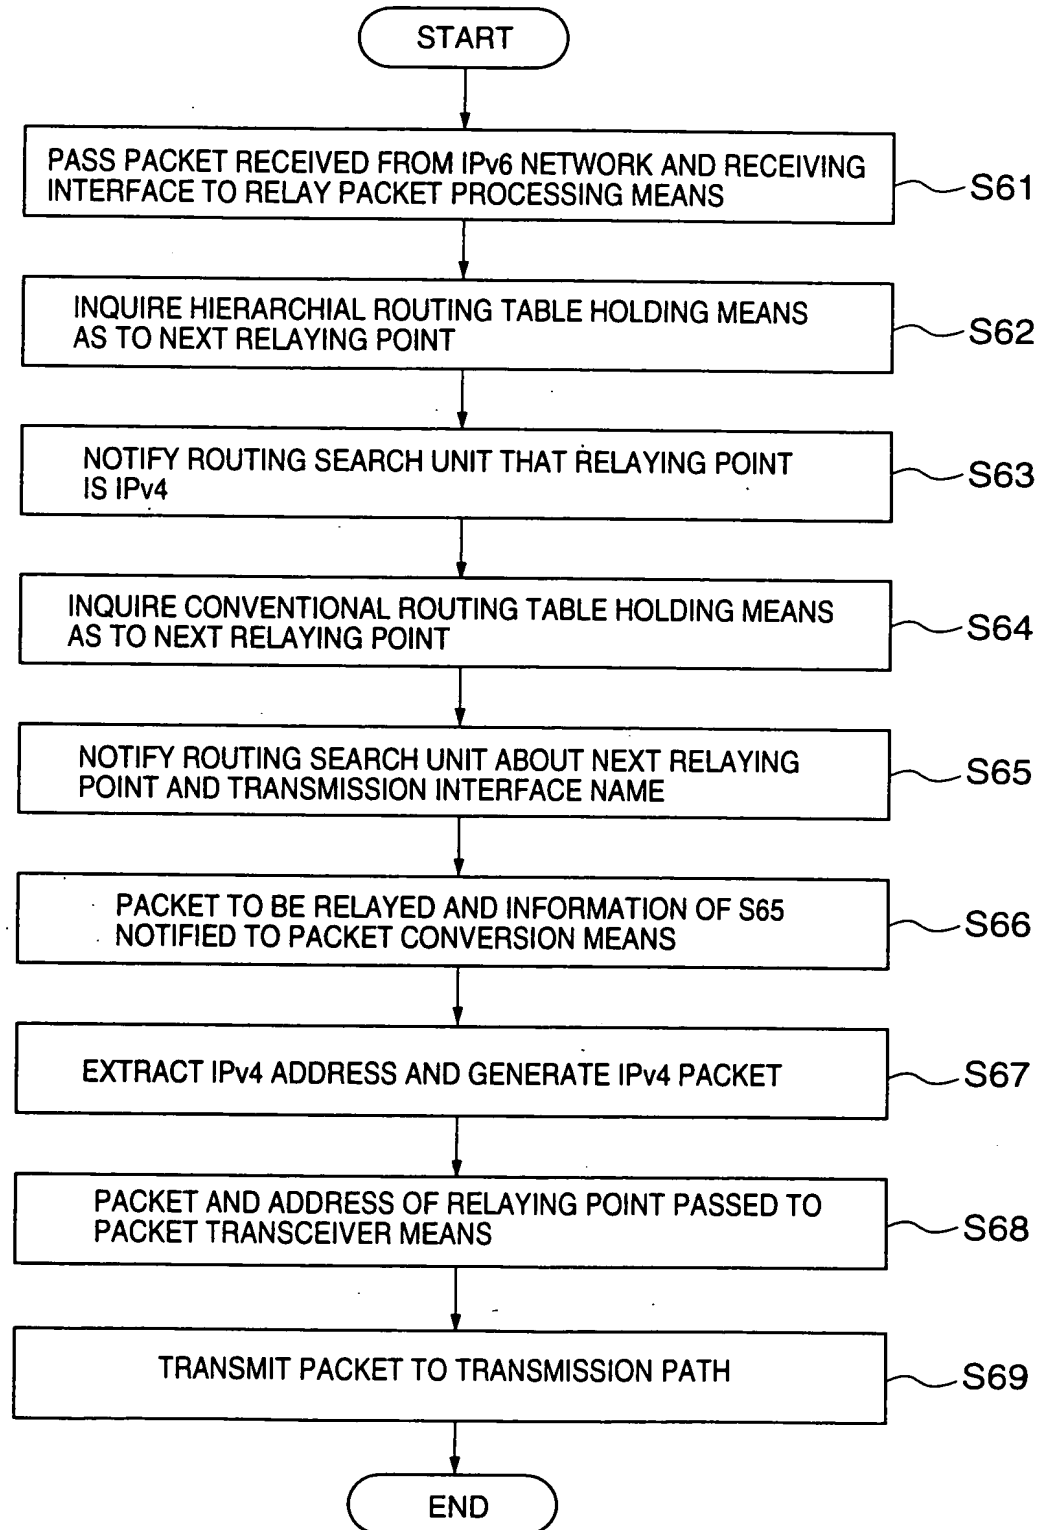 START
PASS PACKET RECEIVED FROM IPv6 NETWORK AND RECEIVING
INTERFACE TO RELAY PACKET PROCESSING MEANS
S61
INQUIRE HIERARCHIAL ROUTING TABLE HOLDING MEANS
AS TO NEXT RELAYING POINT
S62
NOTIFY ROUTING SEARCH UNIT THAT RELAYING POINT
IS IPv4
S63
INQUIRE CONVENTIONAL ROUTING TABLE HOLDING MEANS
AS TO NEXT RELAYING POINT
S64
NOTIFY ROUTING SEARCH UNIT ABOUT NEXT RELAYING
POINT AND TRANSMISSION INTERFACE NAME
S65
PACKET TO BE RELAYED AND INFORMATION OF S65
NOTIFIED TO PACKET CONVERSION MEANS
S66
EXTRACT IPv4 ADDRESS AND GENERATE IPv4 PACKET
S67
PACKET AND ADDRESS OF RELAYING POINT PASSED TO
PACKET TRANSCEIVER MEANS
S68
TRANSMIT PACKET TO TRANSMISSION PATH
S69
END